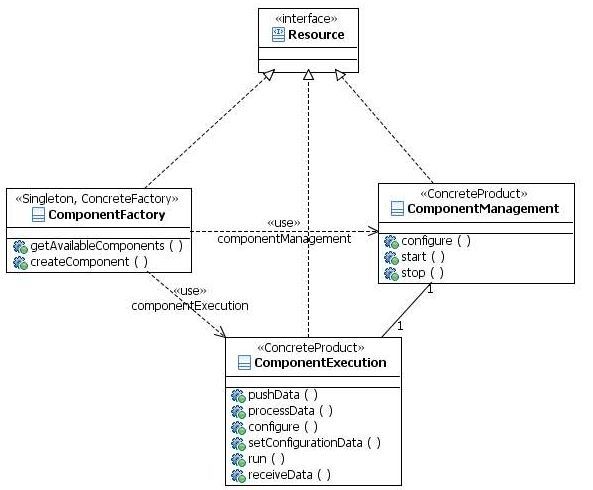 «interface»
Resource
«Singleton, ConcreteFactory»
ComponentFactory
getAvailableComponents ( )
createComponent ( )
«use»
componentManagement
«ConcreteProduct»
ComponentManagement
configure ( )
start ( )
stop ( )
1
«use»
componentExecution
1
«ConcreteProduct»
ComponentExecution
pushData ( )
processData ( )
configure ( )
setConfigurationData ( )
run ( )
receiveData ( )